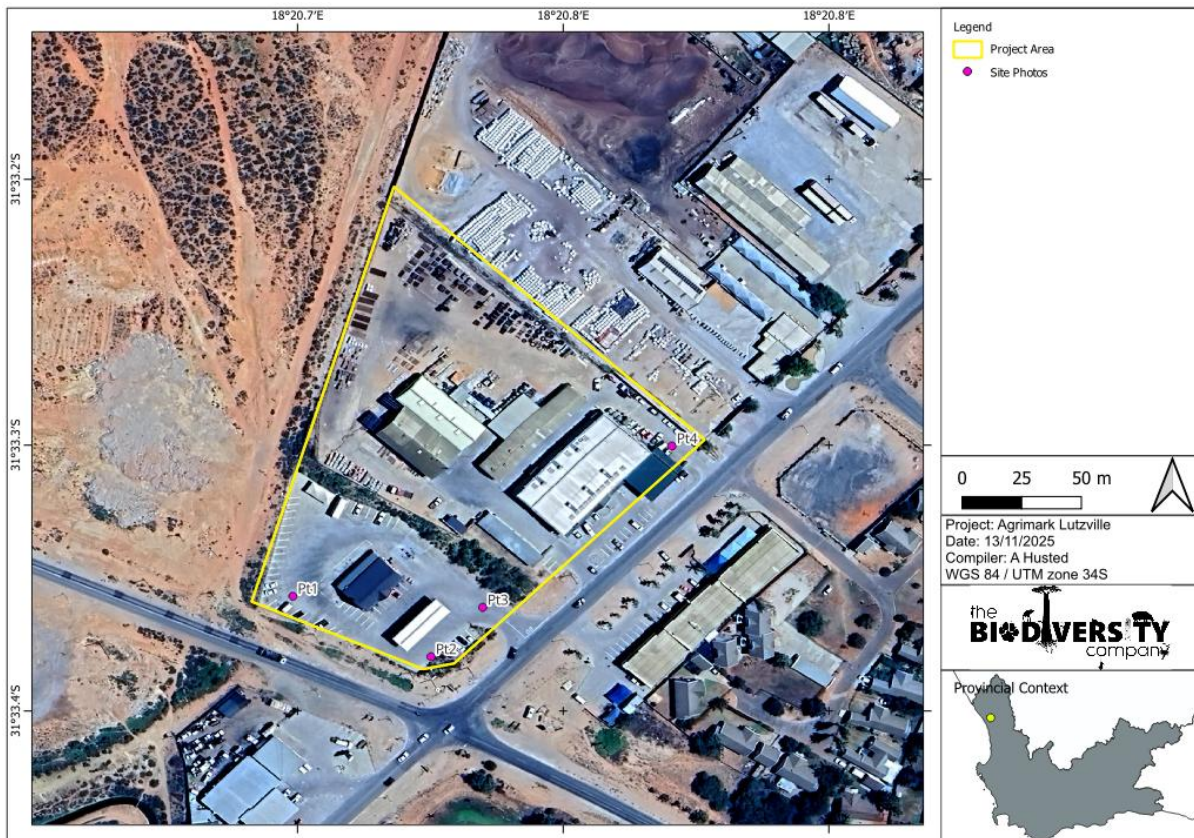 18°20.7'E
18°20.8'E
18°20.8'E
31°33.2'S
31°33.3'S
31°33.4'S
Pt1
Pt2
Pt3
Pt4
Legend
Project Area
Site Photos
0 25 50 m
Project: Agrimark Lutzville
Date: 13/11/2025
Compiler: A Husted
WGS 84 / UTM zone 34S
the
BIODIVERSITY
company
Provincial Context